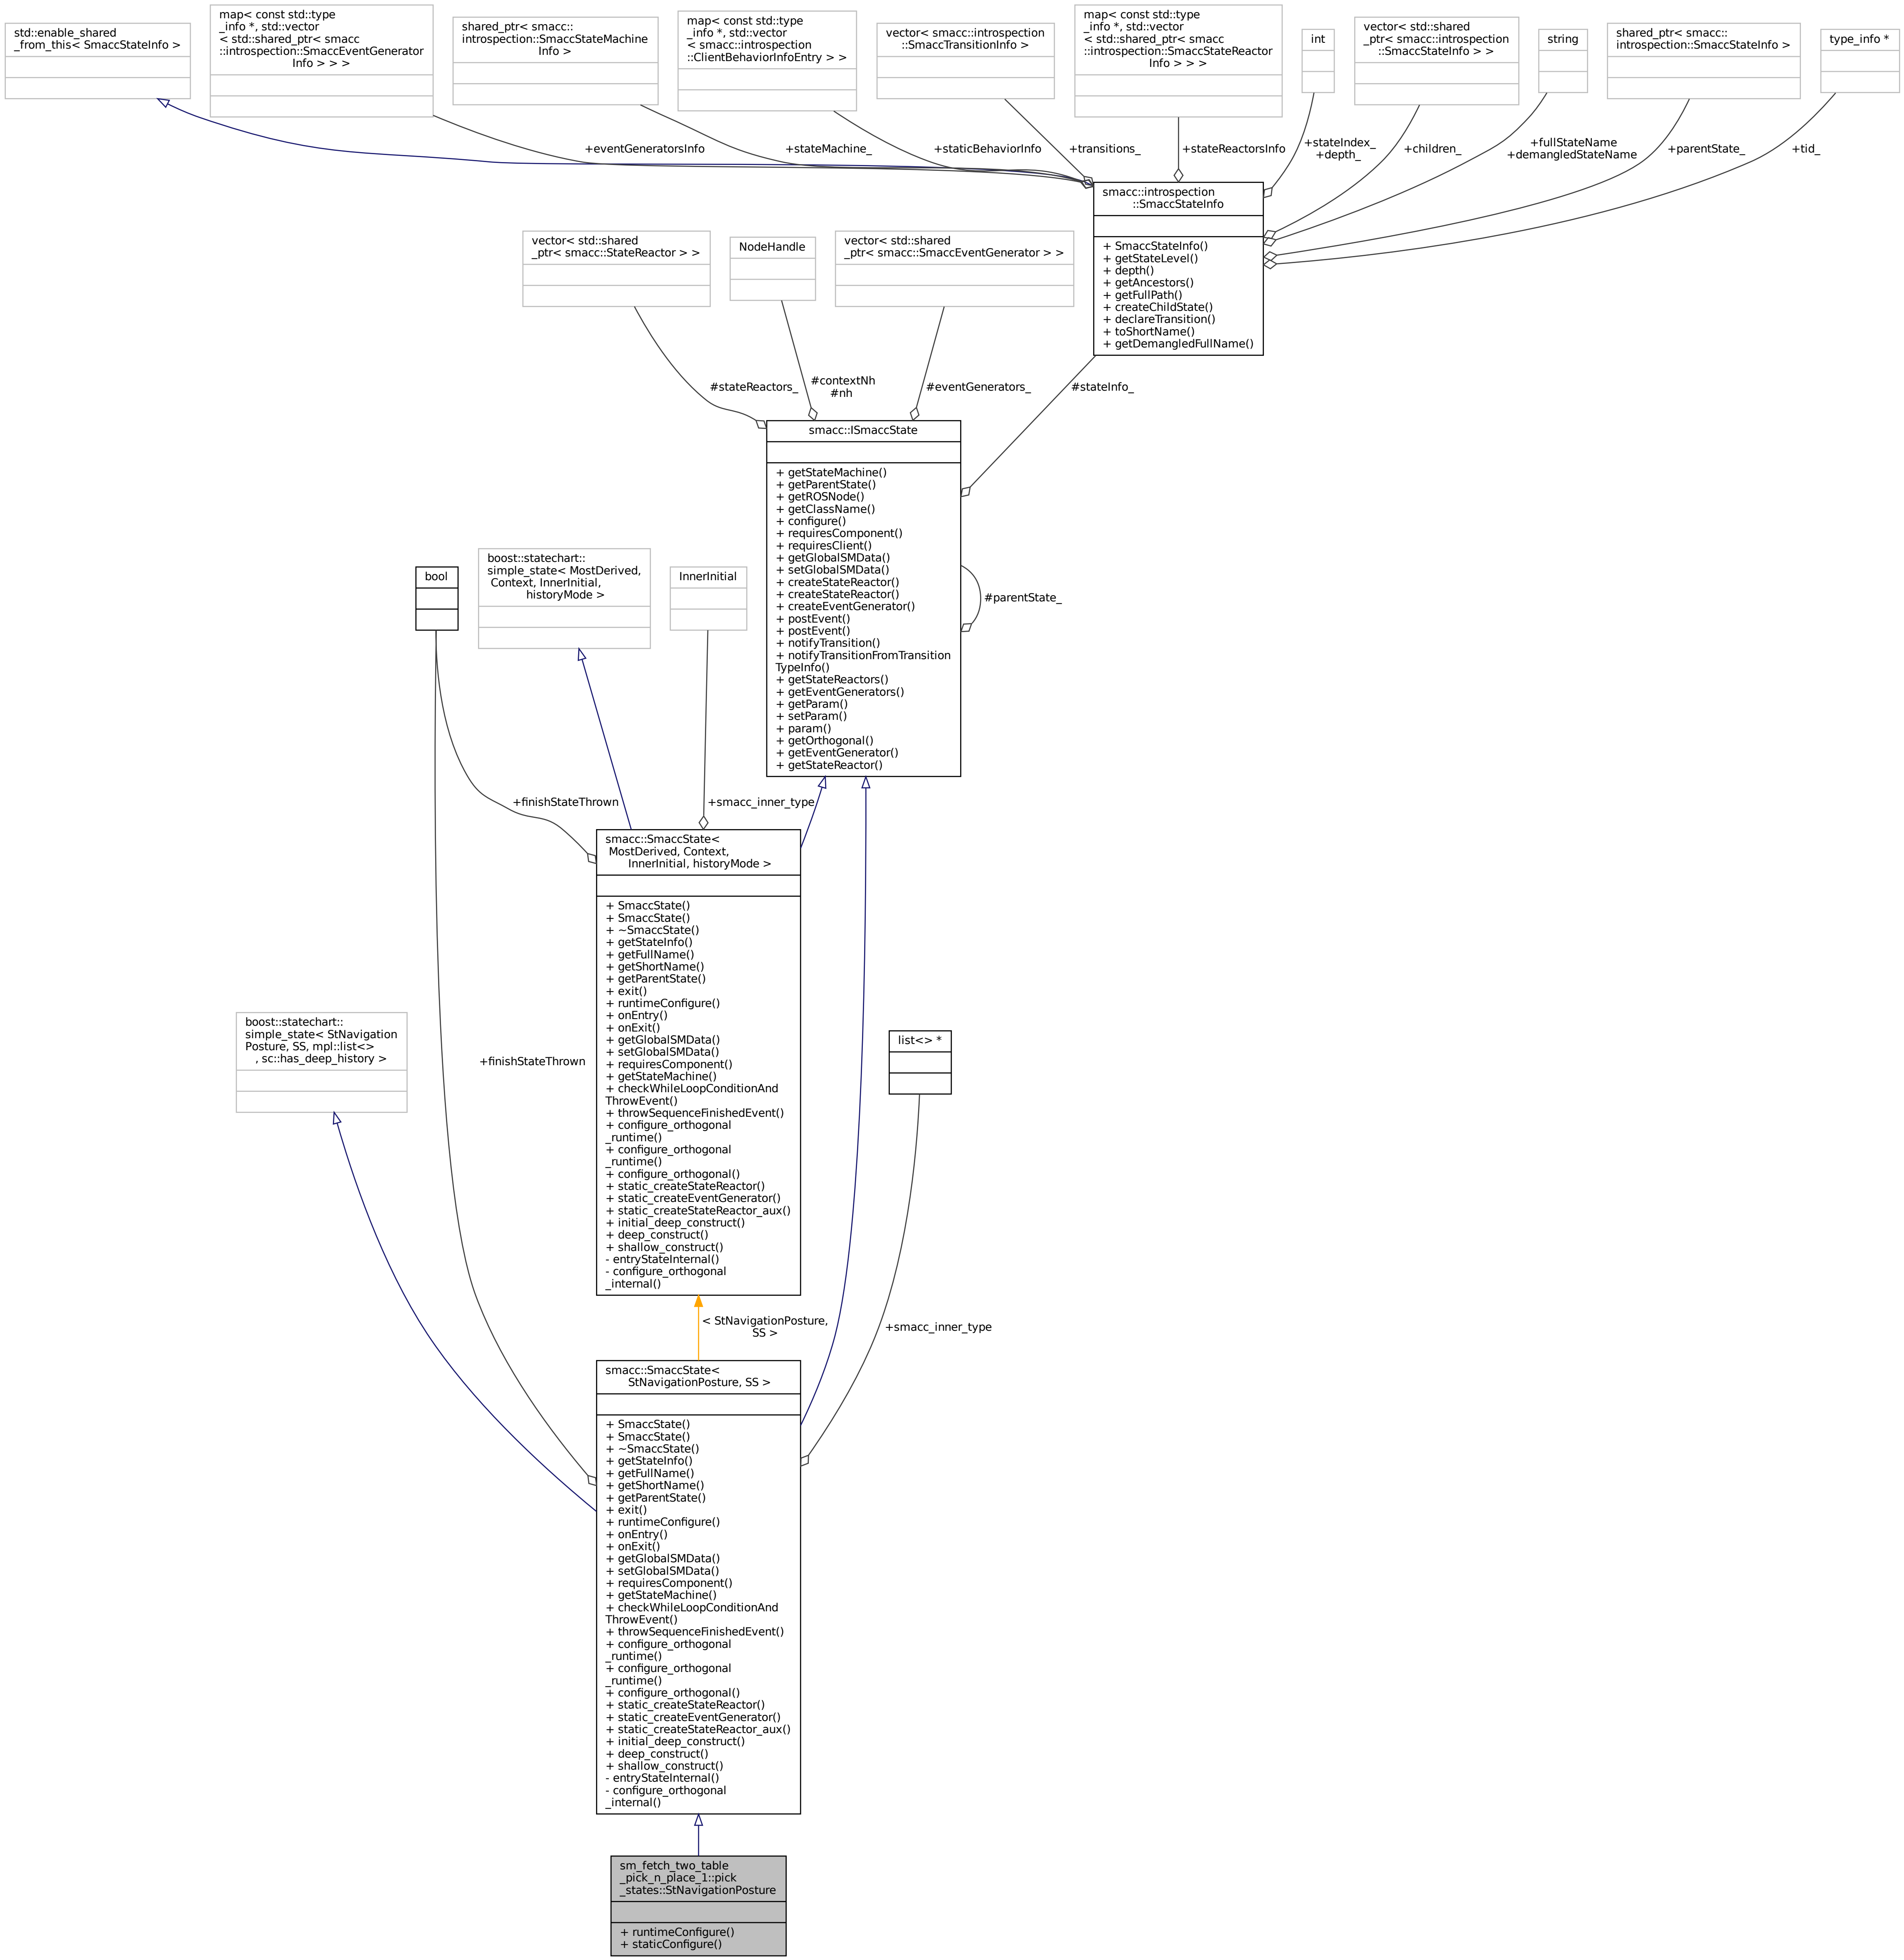 std::enable_shared
_from_this< SmaccStateInfo >
map< const std::type
_info *, std::vector
< std::shared_ptr< smacc
::introspection::SmaccEventGenerator
Info > > >
shared_ptr< smacc::
introspection::SmaccStateMachine
Info >
map< const std::type
_info *, std::vector
< smacc::introspection
::ClientBehaviorInfoEntry > >
vector< smacc::introspection
::SmaccTransitionInfo >
map< const std::type
_info *, std::vector
< std::shared_ptr< smacc
::introspection::SmaccStateReactor
Info > > >
int
vector< std::shared
_ptr< smacc::introspection
::SmaccStateInfo > >
string
shared_ptr< smacc::
introspection::SmaccStateInfo >
type_info *
+eventGeneratorsInfo
+stateMachine_
+staticBehaviorInfo
+transitions_
+stateReactorsInfo
+stateIndex_
+depth_
+children_
+fullStateName
+demangledStateName
+parentState_
+tid_
smacc::introspection
::SmaccStateInfo
+ SmaccStateInfo()
+ getStateLevel()
+ depth()
+ getAncestors()
+ getFullPath()
+ createChildState()
+ declareTransition()
+ toShortName()
+ getDemangledFullName()
vector< std::shared
_ptr< smacc::StateReactor > >
NodeHandle
vector< std::shared
_ptr< smacc::SmaccEventGenerator > >
#stateReactors_
#contextNh
#nh
#eventGenerators_
#stateInfo_
smacc::ISmaccState
+ getStateMachine()
+ getParentState()
+ getROSNode()
+ getClassName()
+ configure()
+ requiresComponent()
+ requiresClient()
+ getGlobalSMData()
+ setGlobalSMData()
+ createStateReactor()
+ createStateReactor()
+ createEventGenerator()
+ postEvent()
+ postEvent()
+ notifyTransition()
+ notifyTransitionFromTransition
TypeInfo()
+ getStateReactors()
+ getEventGenerators()
+ getParam()
+ setParam()
+ param()
+ getOrthogonal()
+ getEventGenerator()
+ getStateReactor()
#parentState_
bool
boost::statechart::
simple_state< MostDerived,
Context, InnerInitial,
historyMode >
InnerInitial
+finishStateThrown
+smacc_inner_type
smacc::SmaccState<
MostDerived, Context,
InnerInitial, historyMode >
+ SmaccState()
+ SmaccState()
+ ~SmaccState()
+ getStateInfo()
+ getFullName()
+ getShortName()
+ getParentState()
+ exit()
+ runtimeConfigure()
+ onEntry()
+ onExit()
+ getGlobalSMData()
+ setGlobalSMData()
+ requiresComponent()
+ getStateMachine()
+ checkWhileLoopConditionAnd
ThrowEvent()
+ throwSequenceFinishedEvent()
+ configure_orthogonal
_runtime()
+ configure_orthogonal
_runtime()
+ configure_orthogonal()
+ static_createStateReactor()
+ static_createEventGenerator()
+ static_createStateReactor_aux()
+ initial_deep_construct()
+ deep_construct()
+ shallow_construct()
- entryStateInternal()
- configure_orthogonal
_internal()
boost::statechart::
simple_state< StNavigation
Posture, SS, mpl::list<>
, sc::has_deep_history >
+finishStateThrown
list<> *
< StNavigationPosture,
SS >
+smacc_inner_type
smacc::SmaccState<
StNavigationPosture, SS >
+ SmaccState()
+ SmaccState()
+ ~SmaccState()
+ getStateInfo()
+ getFullName()
+ getShortName()
+ getParentState()
+ exit()
+ runtimeConfigure()
+ onEntry()
+ onExit()
+ getGlobalSMData()
+ setGlobalSMData()
+ requiresComponent()
+ getStateMachine()
+ checkWhileLoopConditionAnd
ThrowEvent()
+ throwSequenceFinishedEvent()
+ configure_orthogonal
_runtime()
+ configure_orthogonal
_runtime()
+ configure_orthogonal()
+ static_createStateReactor()
+ static_createEventGenerator()
+ static_createStateReactor_aux()
+ initial_deep_construct()
+ deep_construct()
+ shallow_construct()
- entryStateInternal()
- configure_orthogonal
_internal()
sm_fetch_two_table
_pick_n_place_1::pick
_states::StNavigationPosture
+ runtimeConfigure()
+ staticConfigure()